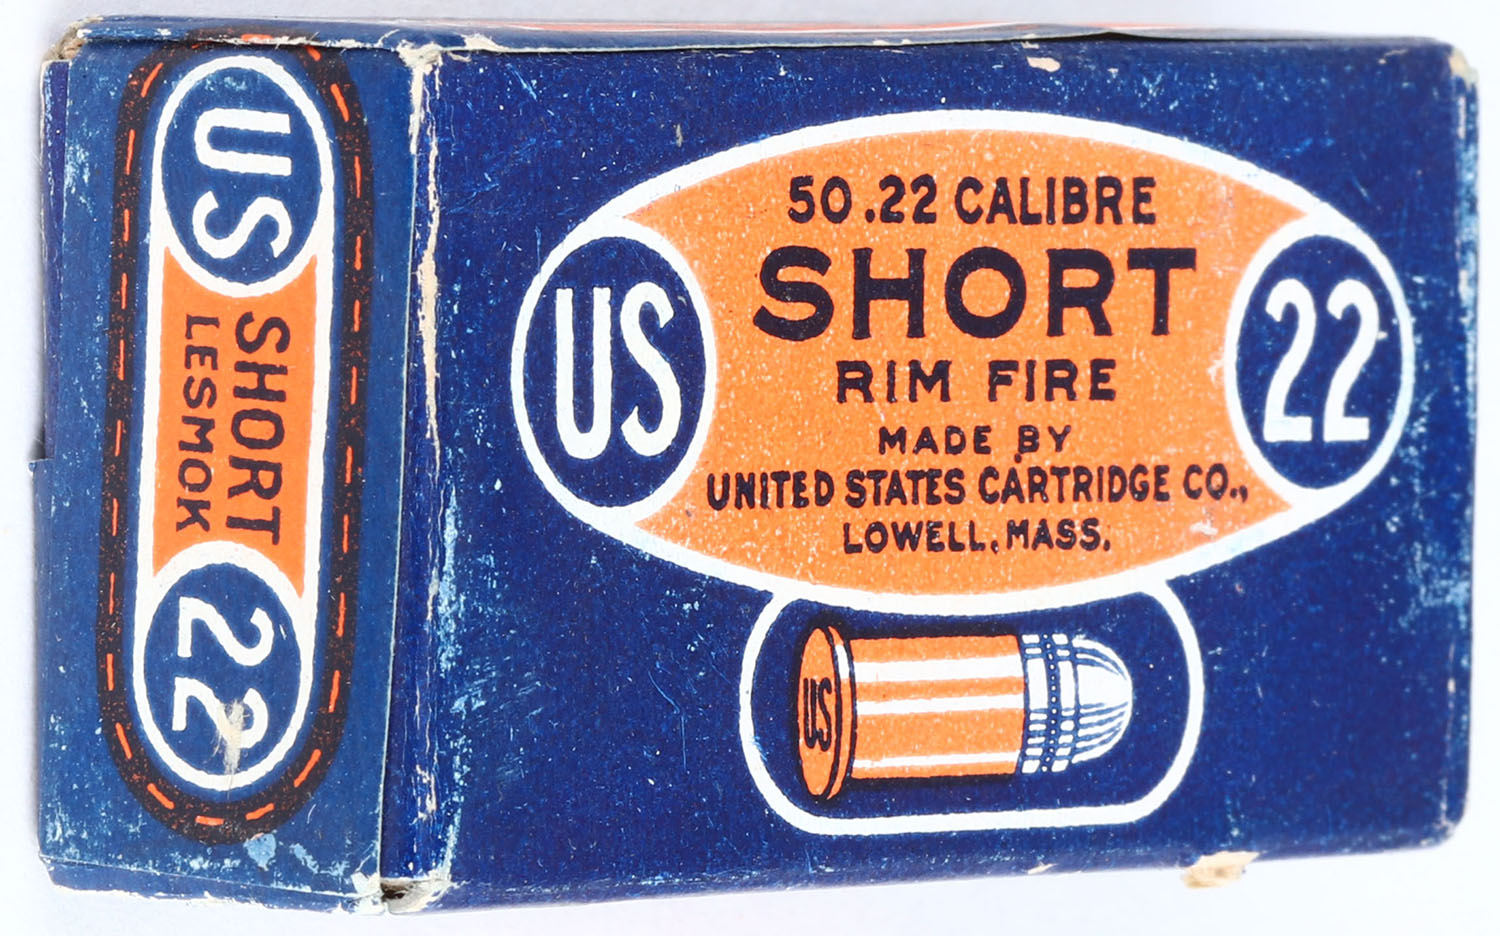 US
SHORT
LESMOK
22
50 .22 CALIBRE
SHORT
RIM FIRE
MADE BY
UNITED STATES CARTRIDGE CO.,
LOWELL, MASS.
US
22
US